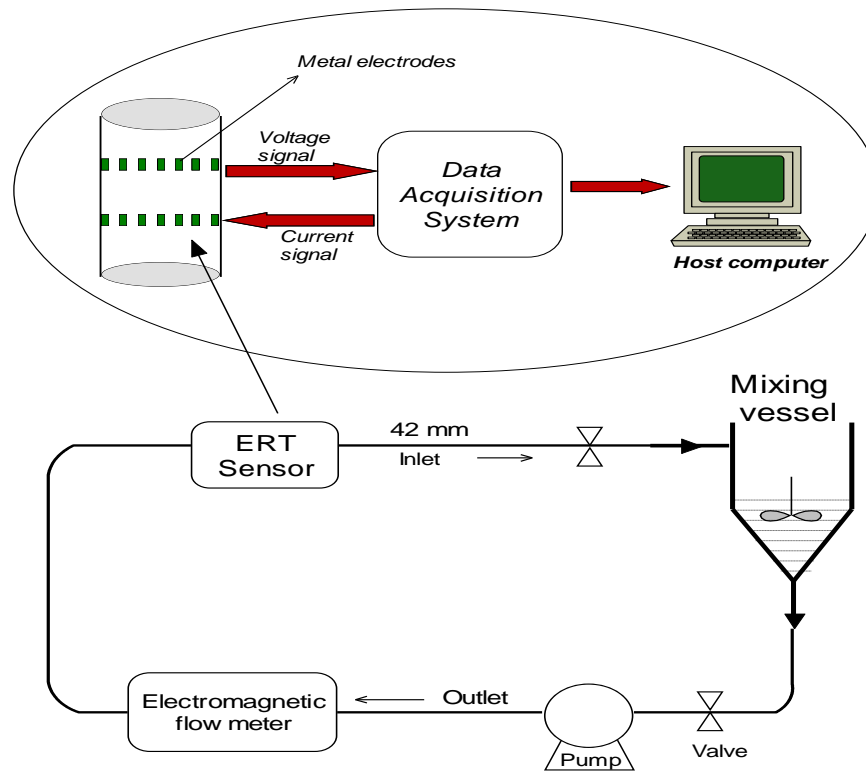 Metal electrodes
Voltage
signal
Data
Acquisition
System
Current
signal
Host computer
Mixing
vessel
ERT
Sensor
42 mm
Inlet
Electromagnetic
flow meter
Outlet
Pump
Valve